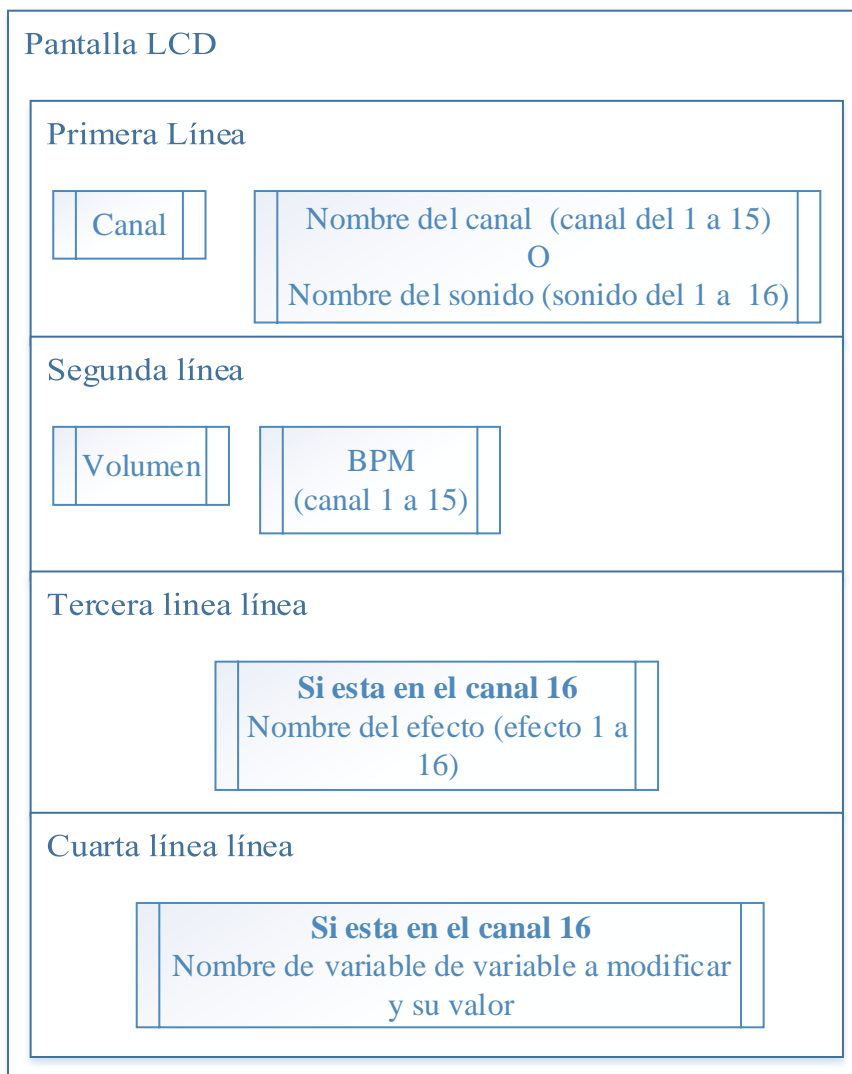 Pantalla LCD
Primera Línea
Canal
Nombre del canal (canal del 1 a 15)
O
Nombre del sonido (sonido del 1 a 16)
Segunda línea
Volumen
BPM
(canal 1 a 15)
Tercera linea línea
Si esta en el canal 16
Nombre del efecto (efecto 1 a
16)
Cuarta línea línea
Si esta en el canal 16
Nombre de variable de variable a modificar
y su valor